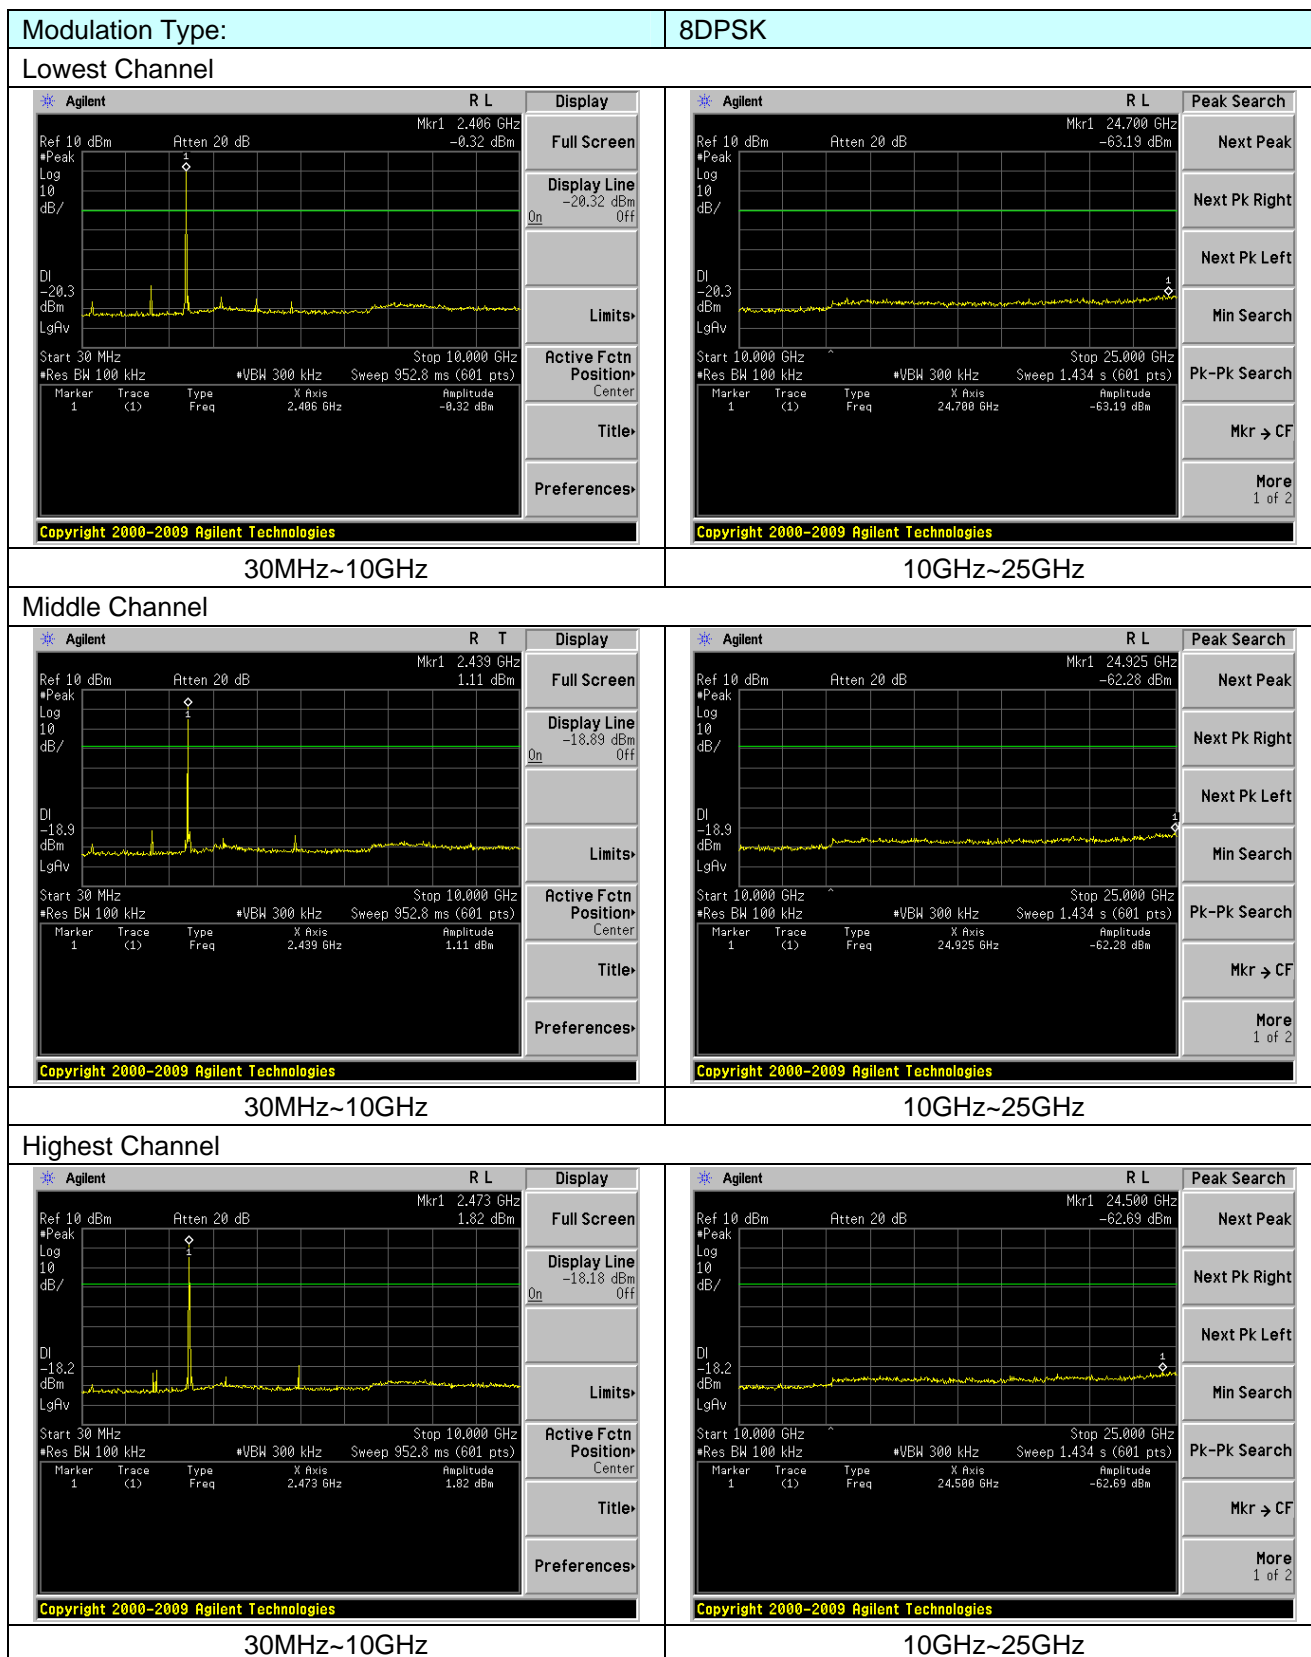 Modulation Type: 8DPSK
Lowest Channel
Agilent R L Display
Mkr1 2.406 GHz
Ref 10 dBm Atten 20 dB -0.32 dBm Full Screen
#Peak
1
Log
10
dB/
Display Line
-20.32 dBm
On Off
DI
-20.3
dBm
LgAv
Limits
Start 30 MHz Stop 10.000 GHz
#Res BW 100 kHz #VBW 300 kHz Sweep 952.8 ms (601 pts)
Active Fctn
Position
Center
Marker Trace Type X Axis Amplitude
1 (1) Freq 2.406 GHz -0.32 dBm
Title
Preferences
Copyright 2000-2009 Agilent Technologies
Agilent R L Peak Search
Mkr1 24.700 GHz
Ref 10 dBm Atten 20 dB -63.19 dBm Next Peak
#Peak
Log
10
dB/
Next Pk Right
Next Pk Left
1
DI
-20.3
dBm
LgAv
Min Search
Start 10.000 GHz Stop 25.000 GHz
#Res BW 100 kHz #VBW 300 kHz Sweep 1.434 s (601 pts)
Pk-Pk Search
Marker Trace Type X Axis Amplitude
1 (1) Freq 24.700 GHz -63.19 dBm
Mkr → CF
More
1 of 2
Copyright 2000-2009 Agilent Technologies
30MHz~10GHz 10GHz~25GHz
Middle Channel
Agilent R T Display
Mkr1 2.439 GHz
Ref 10 dBm Atten 20 dB 1.11 dBm Full Screen
#Peak
1
Log
10
dB/
Display Line
-18.89 dBm
On Off
DI
-18.9
dBm
LgAv
Limits
Start 30 MHz Stop 10.000 GHz
#Res BW 100 kHz #VBW 300 kHz Sweep 952.8 ms (601 pts)
Active Fctn
Position
Center
Marker Trace Type X Axis Amplitude
1 (1) Freq 2.439 GHz 1.11 dBm
Title
Preferences
Copyright 2000-2009 Agilent Technologies
Agilent R L Peak Search
Mkr1 24.925 GHz
Ref 10 dBm Atten 20 dB -62.28 dBm Next Peak
#Peak
Log
10
dB/
Next Pk Right
Next Pk Left
1
DI
-18.9
dBm
LgAv
Min Search
Start 10.000 GHz Stop 25.000 GHz
#Res BW 100 kHz #VBW 300 kHz Sweep 1.434 s (601 pts)
Pk-Pk Search
Marker Trace Type X Axis Amplitude
1 (1) Freq 24.925 GHz -62.28 dBm
Mkr → CF
More
1 of 2
Copyright 2000-2009 Agilent Technologies
30MHz~10GHz 10GHz~25GHz
Highest Channel
Agilent R L Display
Mkr1 2.473 GHz
Ref 10 dBm Atten 20 dB 1.82 dBm Full Screen
#Peak
1
Log
10
dB/
Display Line
-18.18 dBm
On Off
DI
-18.2
dBm
LgAv
Limits
Start 30 MHz Stop 10.000 GHz
#Res BW 100 kHz #VBW 300 kHz Sweep 952.8 ms (601 pts)
Active Fctn
Position
Center
Marker Trace Type X Axis Amplitude
1 (1) Freq 2.473 GHz 1.82 dBm
Title
Preferences
Copyright 2000-2009 Agilent Technologies
Agilent R L Peak Search
Mkr1 24.500 GHz
Ref 10 dBm Atten 20 dB -62.69 dBm Next Peak
#Peak
Log
10
dB/
Next Pk Right
Next Pk Left
1
DI
-18.2
dBm
LgAv
Min Search
Start 10.000 GHz Stop 25.000 GHz
#Res BW 100 kHz #VBW 300 kHz Sweep 1.434 s (601 pts)
Pk-Pk Search
Marker Trace Type X Axis Amplitude
1 (1) Freq 24.500 GHz -62.69 dBm
Mkr → CF
More
1 of 2
Copyright 2000-2009 Agilent Technologies
30MHz~10GHz 10GHz~25GHz